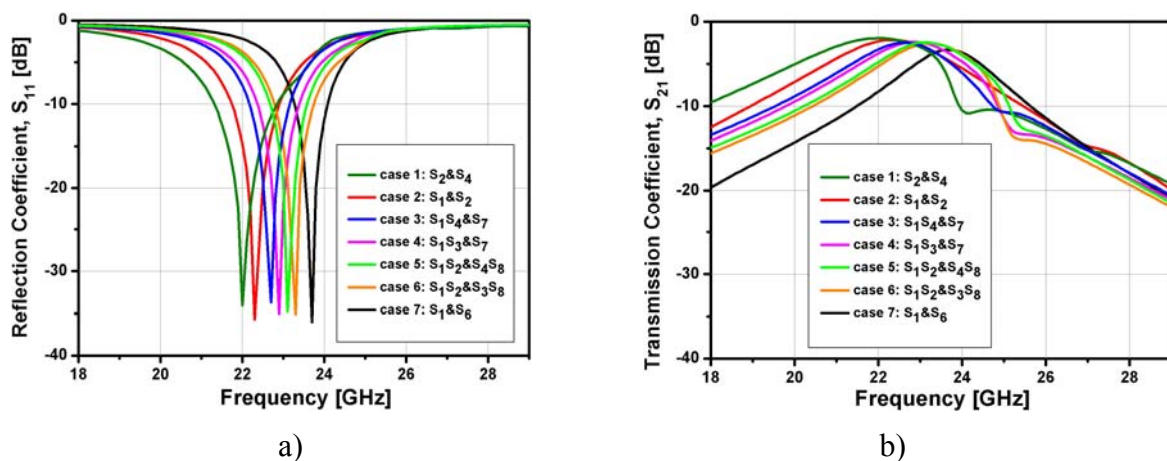 Reflection Coefficient, S11 [dB]
0
-10
-20
-30
-40
case 1: S2&S4
case 2: S1&S2
case 3: S1S4&S7
case 4: S1S3&S7
case 5: S1S2&S4S8
case 6: S1S2&S3S8
case 7: S1&S6
18 20 22 24 26 28
Frequency [GHz]
a)
Transmission Coefficient, S21 [dB]
0
-10
-20
-30
-40
case 1: S2&S4
case 2: S1&S2
case 3: S1S4&S7
case 4: S1S3&S7
case 5: S1S2&S4S8
case 6: S1S2&S3S8
case 7: S1&S6
18 20 22 24 26 28
Frequency [GHz]
b)